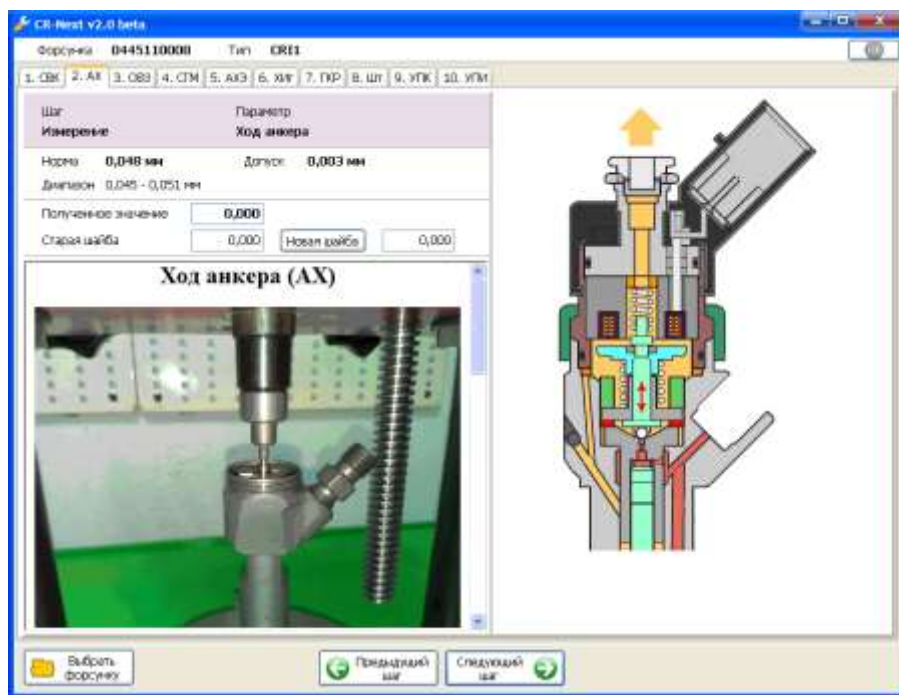 CR-Next v2.0 beta
Форсунка 0445110008 Тип CRI1
1. СВК 2. АХ 3. ОВЗ 4. СТМ 5. АХЭ 6. ХИГ 7. ПКР 8. ШТ 9. УПК 10. УПИ
Шаг Параметр
Измерение Ход анкера
Норма 0,048 мм Допуск 0,003 мм
Диапазон 0,045 - 0,051 мм
Полученное значение 0,000
Старая шайба 0,000 Новая шайба 0,000
Ход анкера (АХ)
Выбрать форсунку
Предыдущий шаг
Следующий шаг